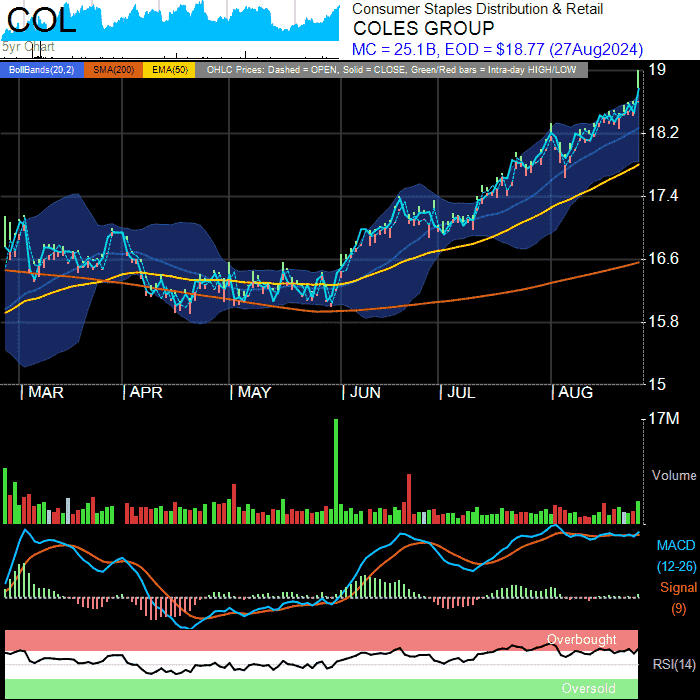 COL
5yr Chart
Consumer Staples Distribution & Retail
COLES GROUP
MC = 25.1B, EOD = $18.77 (27Aug2024)
BollBands(20,2) SMA(200) EMA(50) OHLC Prices: Dashed = OPEN, Solid = CLOSE, Green/Red bars = Intra-day HIGH/LOW
19
18.2
17.4
16.6
15.8
15
MAR APR MAY JUN JUL AUG
17M
Volume
MACD
(12-26)
Signal
(9)
Overbought
RSI(14)
Oversold